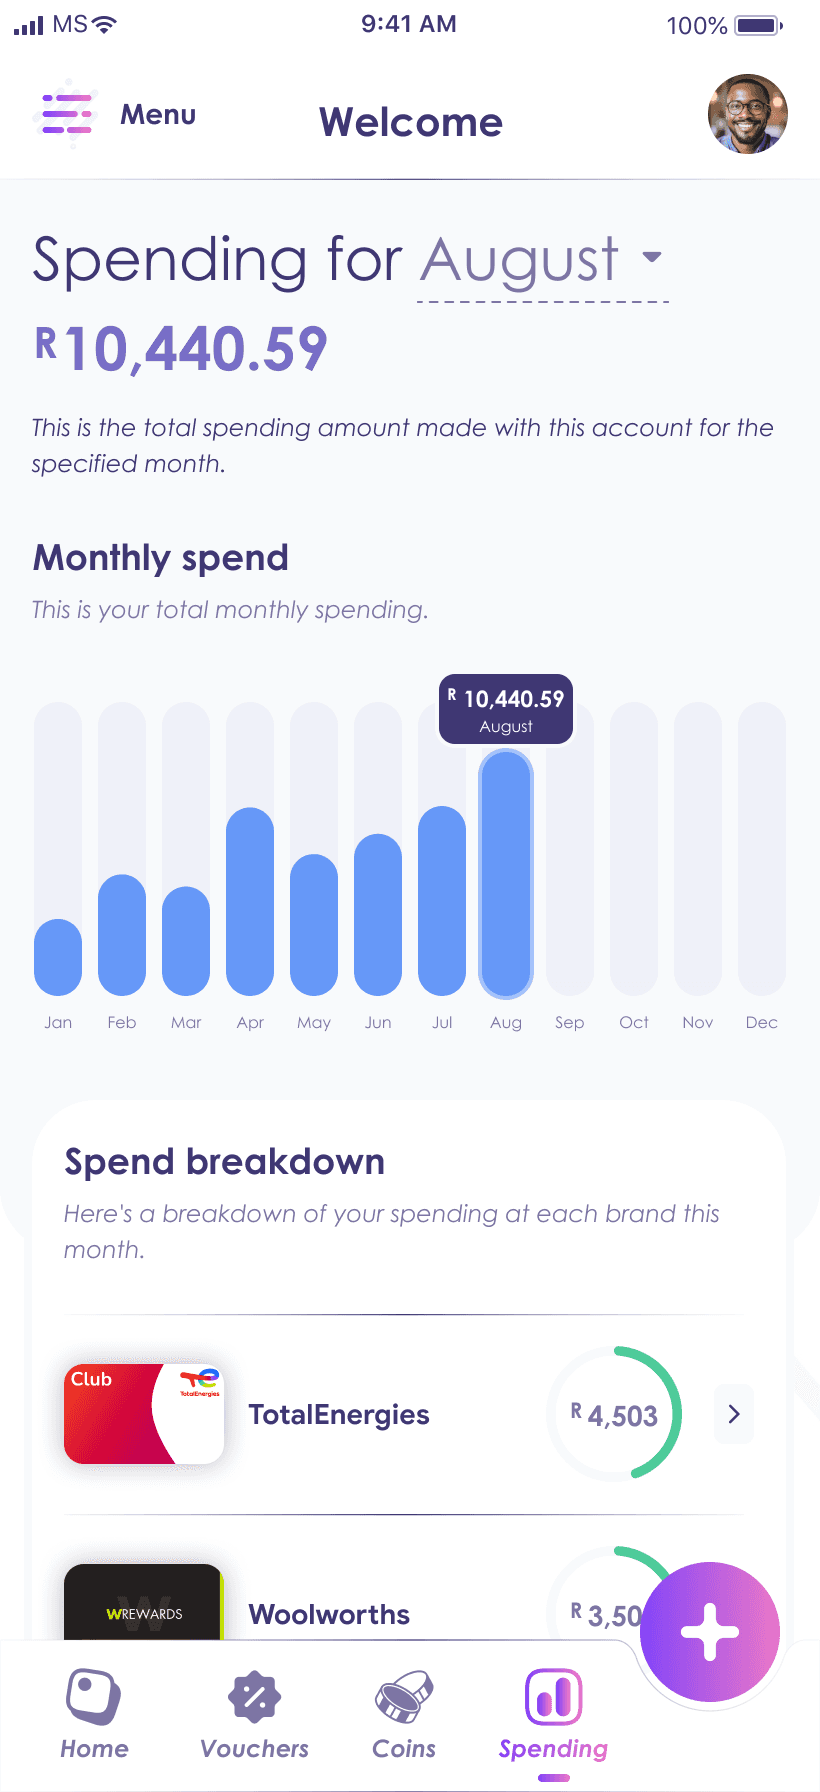 MS
9:41 AM
100%
Menu
Welcome
Spending for August
R10,440.59
This is the total spending amount made with this account for the
specified month.
Monthly spend
This is your total monthly spending.
R 10,440.59
August
Jan Feb Mar Apr May Jun Jul Aug Sep Oct Nov Dec
Spend breakdown
Here's a breakdown of your spending at each brand this
month.
Club
TotalEnergies
TotalEnergies
R 4,503
WREWARDS
Woolworths
R 3,50
Home
Vouchers
Coins
Spending